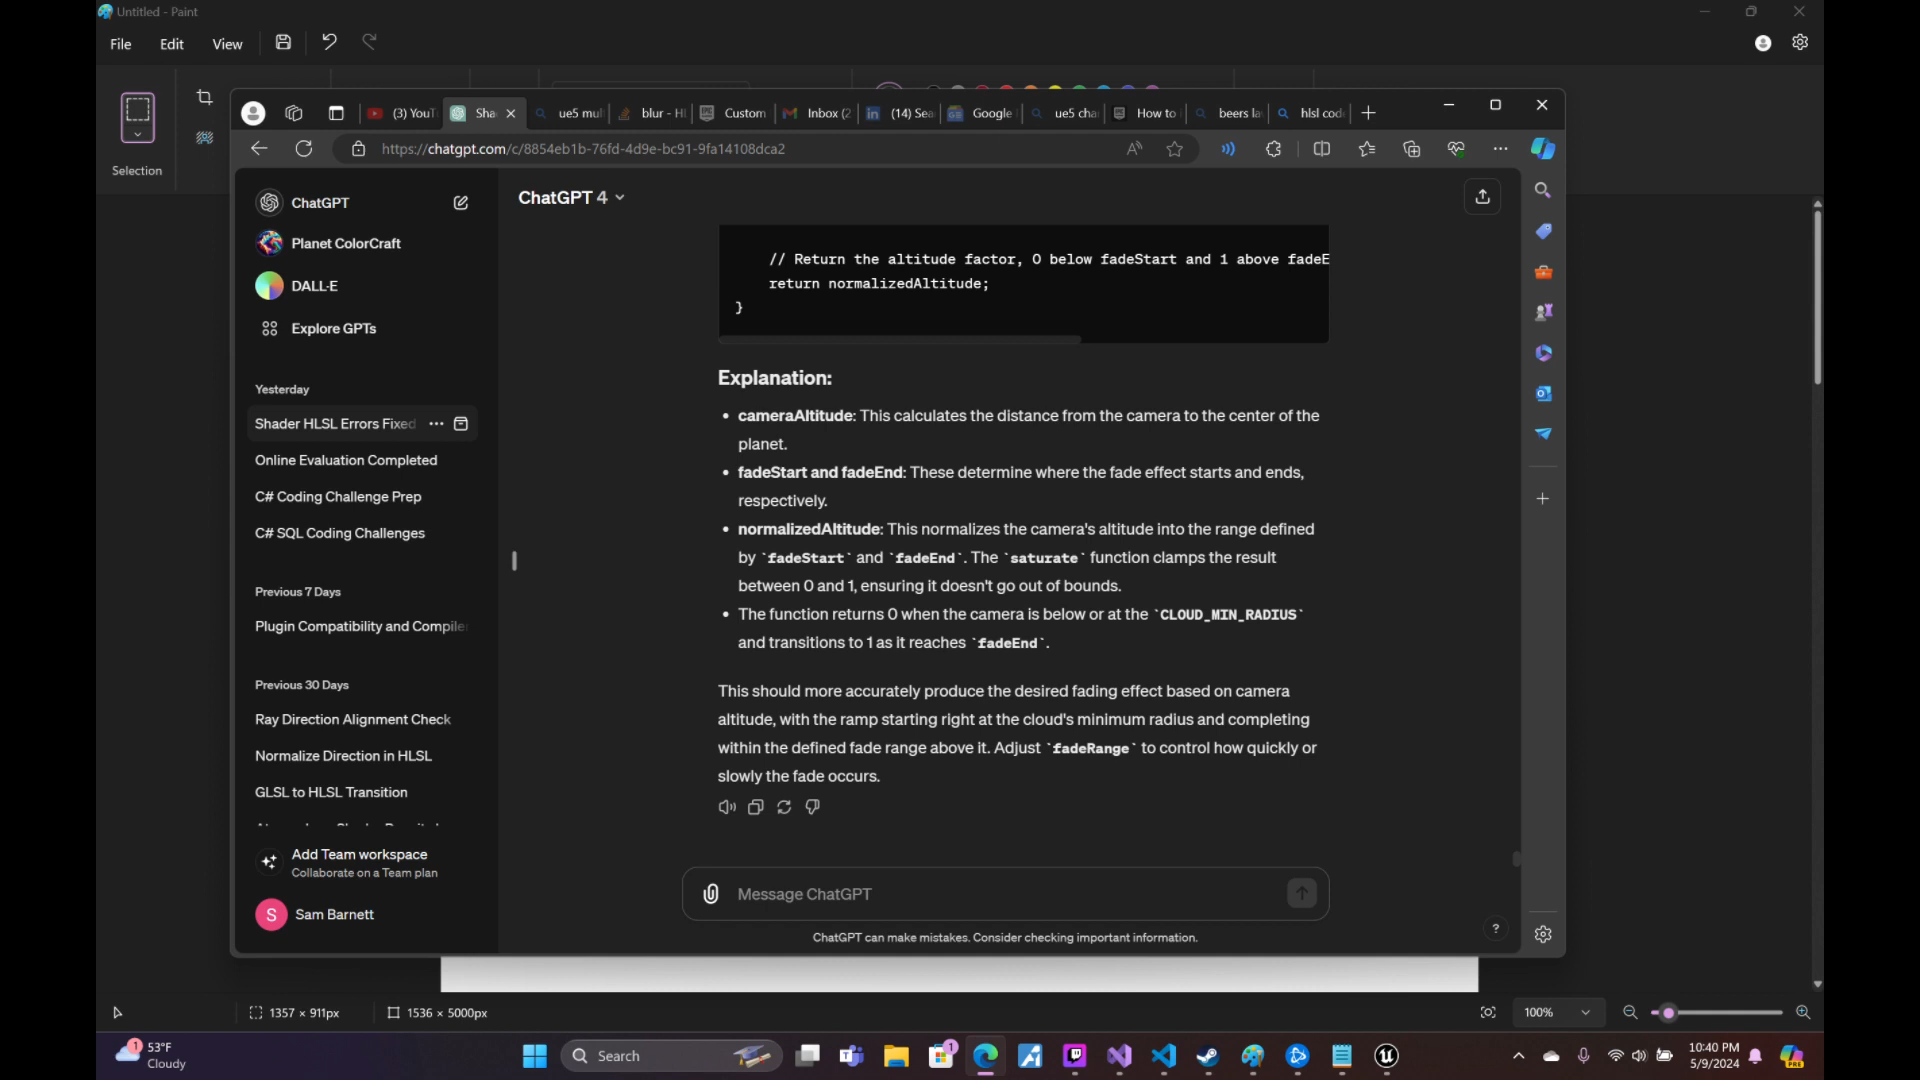 Untitled - Paint
File Edit View
Selection
(3) YouT
Sha
ue5 mul
blur - Hl
Custom
Inbox (2
(14) Sea
Google
ue5 cha
How to
beers la
hlsl code
https://chatgpt.com/c/8854eb1b-76fd-4d9e-bc91-9fa14108dca2
ChatGPT
Planet ColorCraft
DALL·E
Explore GPTs
Yesterday
Shader HLSL Errors Fixed
Online Evaluation Completed
C# Coding Challenge Prep
C# SQL Coding Challenges
Previous 7 Days
Plugin Compatibility and Compile
Previous 30 Days
Ray Direction Alignment Check
Normalize Direction in HLSL
GLSL to HLSL Transition
Add Team workspace
Collaborate on a Team plan
S Sam Barnett
ChatGPT 4
// Return the altitude factor, 0 below fadeStart and 1 above fadeE
return normalizedAltitude;
}
Explanation:
• cameraAltitude: This calculates the distance from the camera to the center of the
planet.
• fadeStart and fadeEnd: These determine where the fade effect starts and ends,
respectively.
• normalizedAltitude: This normalizes the camera's altitude into the range defined
by `fadeStart` and `fadeEnd`. The `saturate` function clamps the result
between 0 and 1, ensuring it doesn't go out of bounds.
• The function returns 0 when the camera is below or at the `CLOUD_MIN_RADIUS`
and transitions to 1 as it reaches `fadeEnd`.
This should more accurately produce the desired fading effect based on camera
altitude, with the ramp starting right at the cloud's minimum radius and completing
within the defined fade range above it. Adjust `fadeRange` to control how quickly or
slowly the fade occurs.
Message ChatGPT
ChatGPT can make mistakes. Consider checking important information.
?
1357 × 911px
1536 × 5000px
100%
1
53°F
Cloudy
Search
1
10:40 PM
5/9/2024
PRE